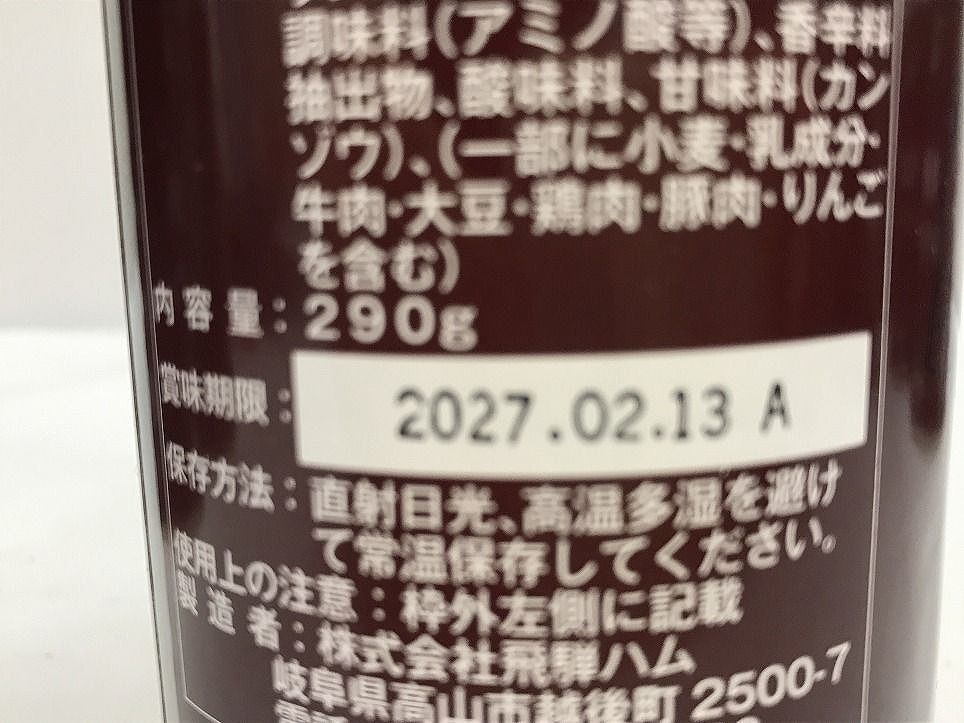 調味料(アミノ酸等)、香辛料
抽出物、酸味料、甘味料(カン
ゾウ)、(一部に小麦・乳成分・
牛肉・大豆・鶏肉・豚肉・りんご
を含む)
内容量：290g
賞味期限：2027.02.13 A
保存方法：直射日光、高温多湿を避け
て常温保存してください。
使用上の注意：枠外左側に記載
製造者：株式会社飛騨ハム
岐阜県高山市越後町2500-7